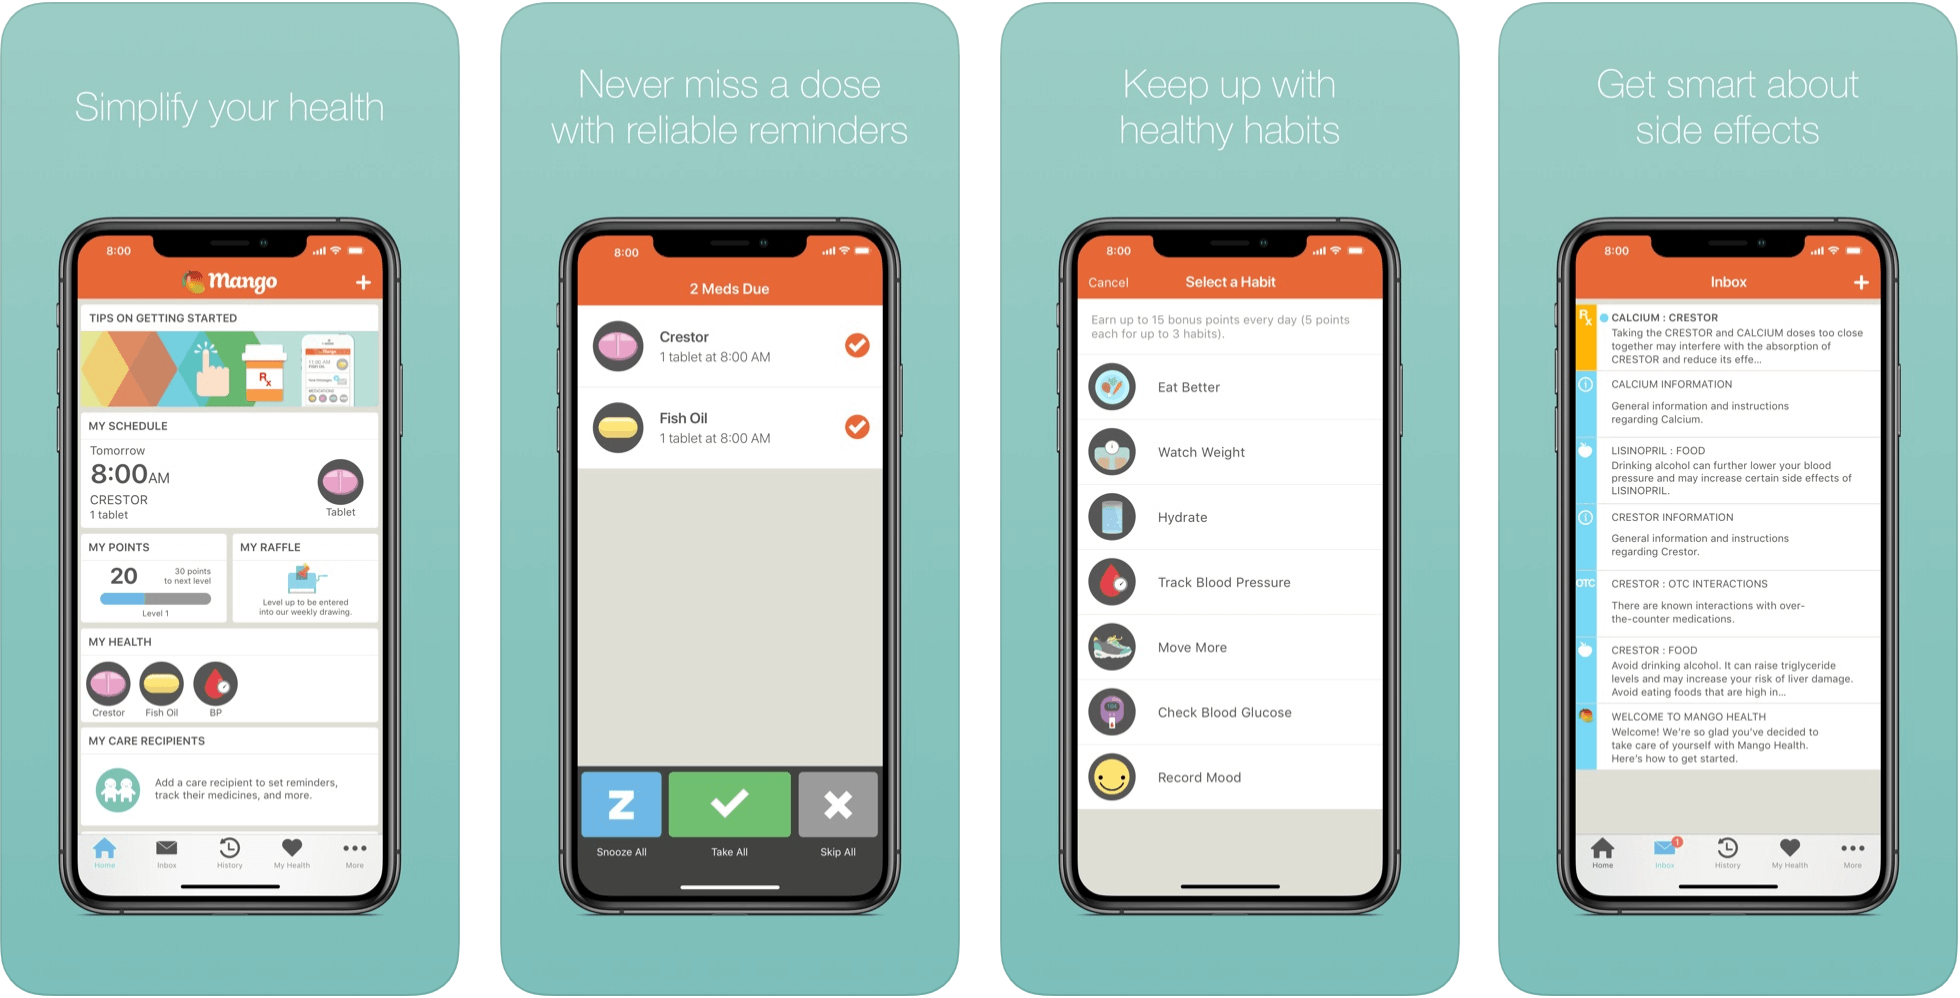 Simplify your health
8:00
Mango
+
TIPS ON GETTING STARTED
Rx
MY SCHEDULE
Tomorrow
8:00AM
CRESTOR
1 tablet
Tablet
MY POINTS
20
30 points
to next level
Level 1
MY RAFFLE
Level up to be entered
into our weekly drawing.
MY HEALTH
Crestor
Fish Oil
BP
MY CARE RECIPIENTS
Add a care recipient to set reminders,
track their medicines, and more.
Home
Inbox
History
My Health
More
Never miss a dose
with reliable reminders
8:00
2 Meds Due
Crestor
1 tablet at 8:00 AM
Fish Oil
1 tablet at 8:00 AM
Z
Snooze All
Take All
Skip All
Keep up with
healthy habits
8:00
Cancel
Select a Habit
Earn up to 15 bonus points every day (5 points
each for up to 3 habits).
Eat Better
Watch Weight
Hydrate
Track Blood Pressure
Move More
Check Blood Glucose
Record Mood
Get smart about
side effects
8:00
Inbox
+
Rx
CALCIUM : CRESTOR
Taking the CRESTOR and CALCIUM doses too close
together may interfere with the absorption of
CRESTOR and reduce its effe...
CALCIUM INFORMATION
General information and instructions
regarding Calcium.
LISINOPRIL : FOOD
Drinking alcohol can further lower your blood
pressure and may increase certain side effects of
LISINOPRIL.
CRESTOR INFORMATION
General information and instructions
regarding Crestor.
OTC
CRESTOR : OTC INTERACTIONS
There are known interactions with over-
the-counter medications.
CRESTOR : FOOD
Avoid drinking alcohol. It can raise triglyceride
levels and may increase your risk of liver damage.
Avoid eating foods that are high in...
WELCOME TO MANGO HEALTH
Welcome! We're so glad you've decided to
take care of yourself with Mango Health.
Here's how to get started.
Home
1
Inbox
History
My Health
More